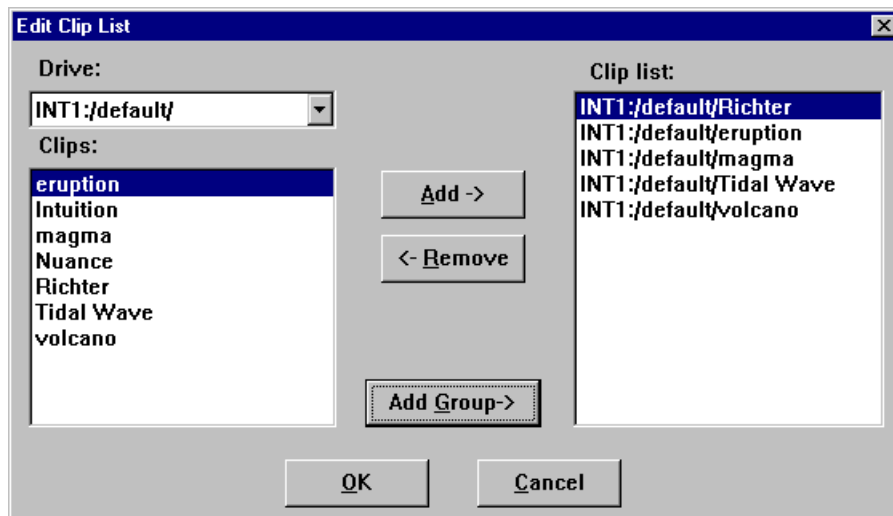 Edit Clip List
Drive:
INT1:/default/
Clips:
eruption
Intuition
magma
Nuance
Richter
Tidal Wave
volcano
Add ->
<- Remove
Add Group->
Clip list:
INT1:/default/Richter
INT1:/default/eruption
INT1:/default/magma
INT1:/default/Tidal Wave
INT1:/default/volcano
OK
Cancel